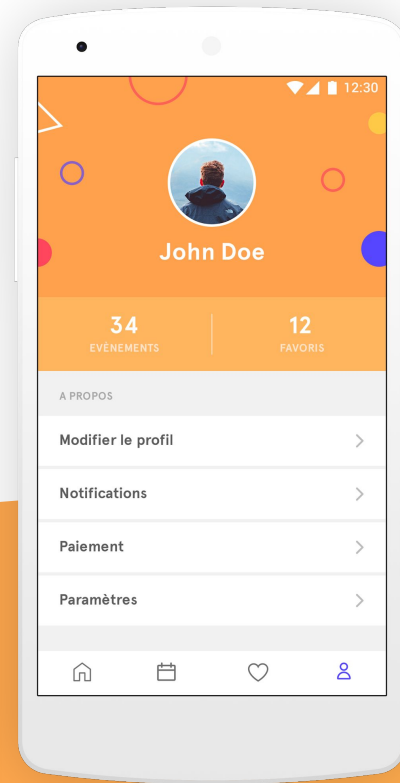 12:30
John Doe
34
12
EVÈNEMENTS
FAVORIS
A PROPOS
Modifier le profil
Notifications
Paiement
Paramètres